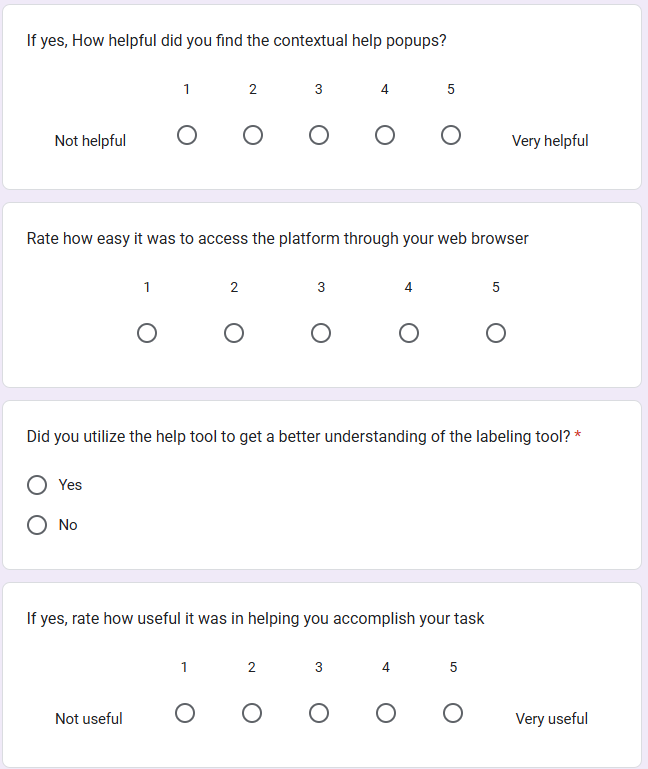 If yes, How helpful did you find the contextual help popups?
1 2 3 4 5
Not helpful Very helpful
Rate how easy it was to access the platform through your web browser
1 2 3 4 5
Did you utilize the help tool to get a better understanding of the labeling tool? *
Yes
No
If yes, rate how useful it was in helping you accomplish your task
1 2 3 4 5
Not useful Very useful